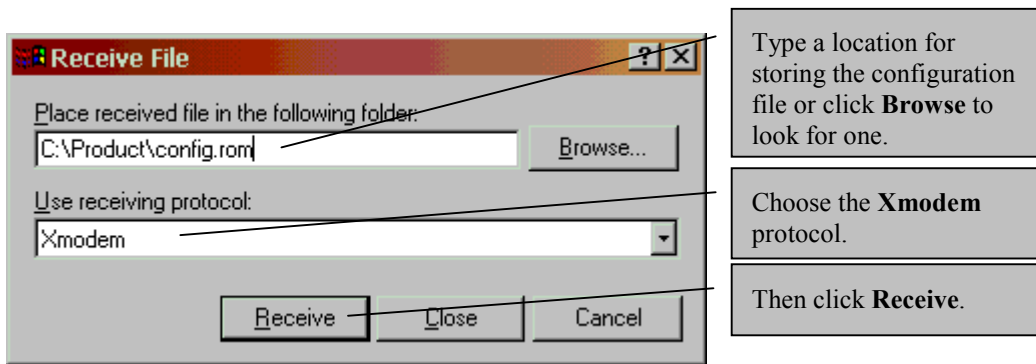 Receive File
Place received file in the following folder:
C:\Product\config.rom
Browse...
Use receiving protocol:
Xmodem
Receive
Close
Cancel
Type a location for
storing the configuration
file or click Browse to
look for one.
Choose the Xmodem
protocol.
Then click Receive.